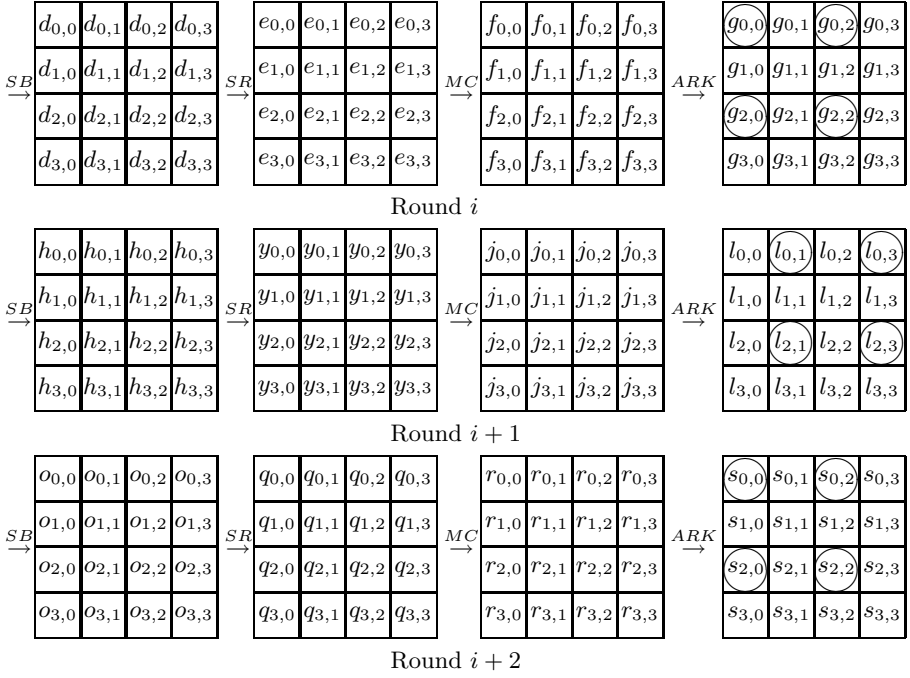 d0,0 d0,1 d0,2 d0,3 e0,0 e0,1 e0,2 e0,3 f0,0 f0,1 f0,2 f0,3 g0,0 g0,1 g0,2 g0,3
SB d1,0 d1,1 d1,2 d1,3 SR e1,0 e1,1 e1,2 e1,3 MC f1,0 f1,1 f1,2 f1,3 ARK g1,0 g1,1 g1,2 g1,3
→ d2,0 d2,1 d2,2 d2,3 → e2,0 e2,1 e2,2 e2,3 → f2,0 f2,1 f2,2 f2,3 → g2,0 g2,1 g2,2 g2,3
d3,0 d3,1 d3,2 d3,3 e3,0 e3,1 e3,2 e3,3 f3,0 f3,1 f3,2 f3,3 g3,0 g3,1 g3,2 g3,3
Round i
h0,0 h0,1 h0,2 h0,3 y0,0 y0,1 y0,2 y0,3 j0,0 j0,1 j0,2 j0,3 l0,0 l0,1 l0,2 l0,3
SB h1,0 h1,1 h1,2 h1,3 SR y1,0 y1,1 y1,2 y1,3 MC j1,0 j1,1 j1,2 j1,3 ARK l1,0 l1,1 l1,2 l1,3
→ h2,0 h2,1 h2,2 h2,3 → y2,0 y2,1 y2,2 y2,3 → j2,0 j2,1 j2,2 j2,3 → l2,0 l2,1 l2,2 l2,3
h3,0 h3,1 h3,2 h3,3 y3,0 y3,1 y3,2 y3,3 j3,0 j3,1 j3,2 j3,3 l3,0 l3,1 l3,2 l3,3
Round i + 1
o0,0 o0,1 o0,2 o0,3 q0,0 q0,1 q0,2 q0,3 r0,0 r0,1 r0,2 r0,3 s0,0 s0,1 s0,2 s0,3
SB o1,0 o1,1 o1,2 o1,3 SR q1,0 q1,1 q1,2 q1,3 MC r1,0 r1,1 r1,2 r1,3 ARK s1,0 s1,1 s1,2 s1,3
→ o2,0 o2,1 o2,2 o2,3 → q2,0 q2,1 q2,2 q2,3 → r2,0 r2,1 r2,2 r2,3 → s2,0 s2,1 s2,2 s2,3
o3,0 o3,1 o3,2 o3,3 q3,0 q3,1 q3,2 q3,3 r3,0 r3,1 r3,2 r3,3 s3,0 s3,1 s3,2 s3,3
Round i + 2